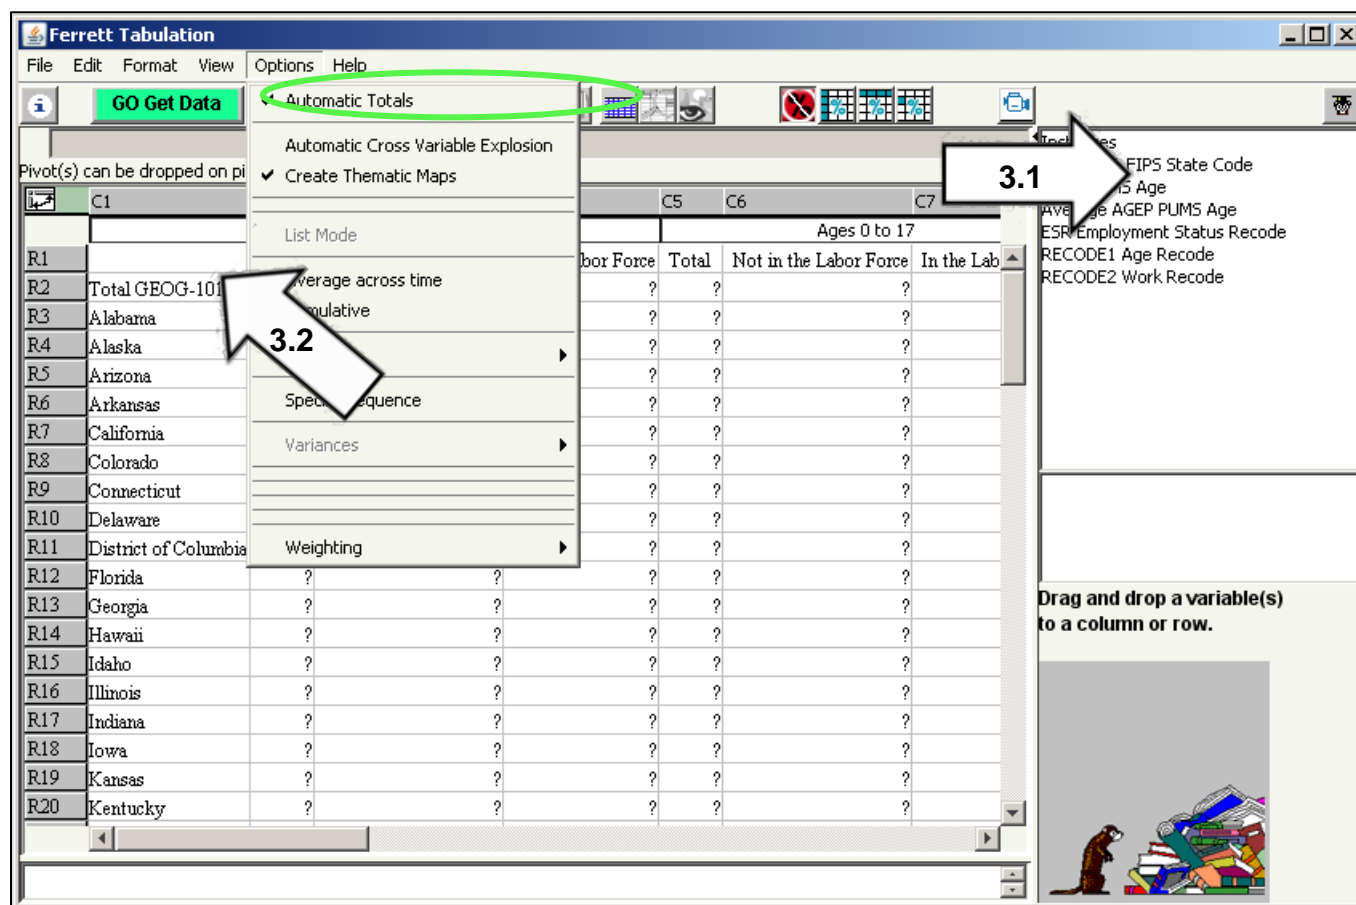 Ferrett Tabulation
File Edit Format View Options Help
GO Get Data
Automatic Totals
Automatic Cross Variable Explosion
Create Thematic Maps
List Mode
Average across time
Cumulative
Sequence
Variances
Weighting
Pivot(s) can be dropped on pi
C1 C5 C6 C7
Ages 0 to 17
R1 bor Force Total Not in the Labor Force In the Lab
R2 Total GEOG-101 ? ? ?
R3 Alabama ? ? ?
R4 Alaska ? ? ?
R5 Arizona ? ? ?
R6 Arkansas ? ? ?
R7 California ? ? ?
R8 Colorado ? ? ?
R9 Connecticut ? ? ?
R10 Delaware ? ? ?
R11 District of Columbia ? ? ?
R12 Florida ? ? ? ? ?
R13 Georgia ? ? ? ? ?
R14 Hawaii ? ? ? ? ?
R15 Idaho ? ? ? ? ?
R16 Illinois ? ? ? ? ?
R17 Indiana ? ? ? ? ?
R18 Iowa ? ? ? ? ?
R19 Kansas ? ? ? ? ?
R20 Kentucky ? ? ? ? ?
3.1
3.2
FIPS State Code
Age
Average AGEP PUMS Age
ESR Employment Status Recode
RECODE1 Age Recode
RECODE2 Work Recode
Drag and drop a variable(s)
to a column or row.